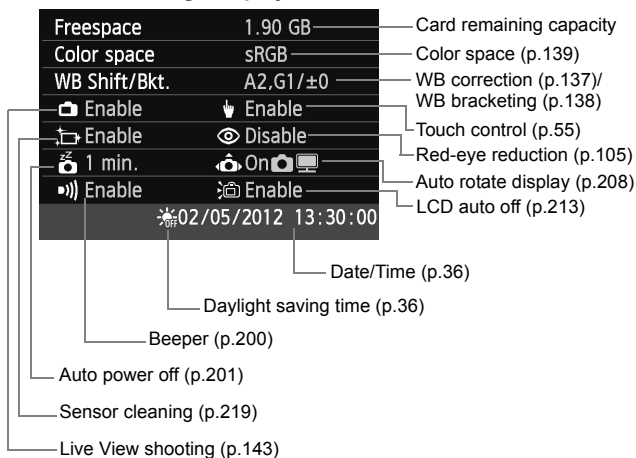 Freespace 1.90 GB
Color space sRGB
WB Shift/Bkt. A2,G1/±0
Enable Enable
Enable Disable
zz 1 min. On
Enable Enable
OFF 02/05/2012 13:30:00
Card remaining capacity
Color space (p.139)
WB correction (p.137)/
WB bracketing (p.138)
Touch control (p.55)
Red-eye reduction (p.105)
Auto rotate display (p.208)
LCD auto off (p.213)
Date/Time (p.36)
Daylight saving time (p.36)
Beeper (p.200)
Auto power off (p.201)
Sensor cleaning (p.219)
Live View shooting (p.143)